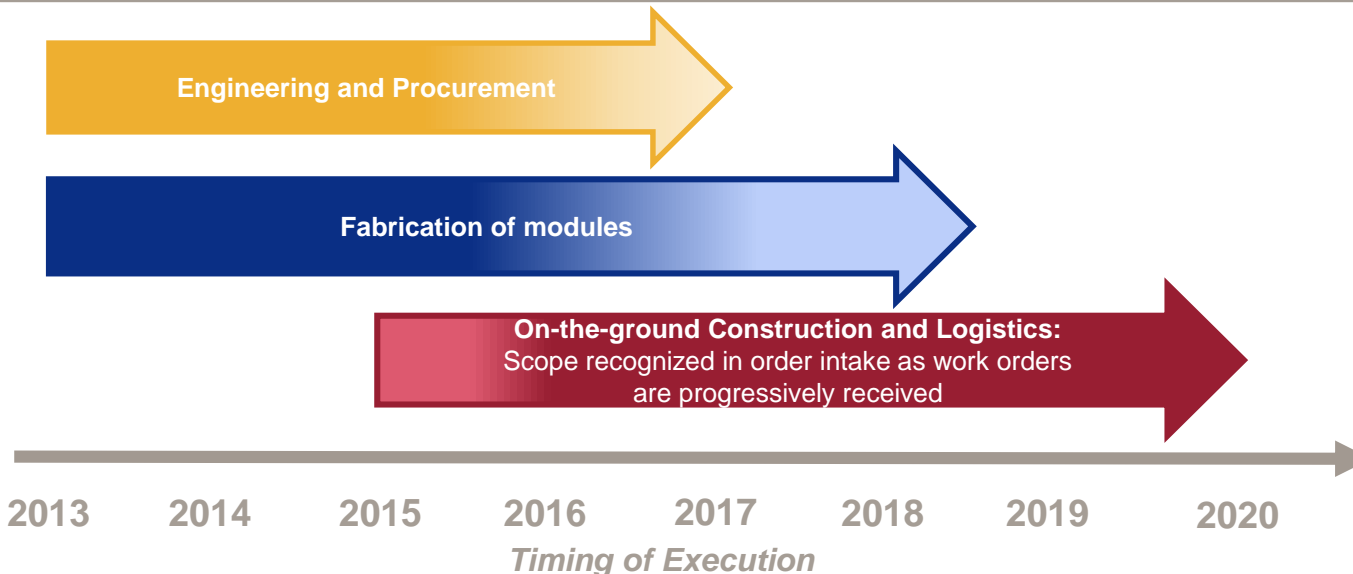 Engineering and Procurement
Fabrication of modules
On-the-ground Construction and Logistics:
Scope recognized in order intake as work orders
are progressively received
2013 2014 2015 2016 2017 2018 2019 2020
Timing of Execution